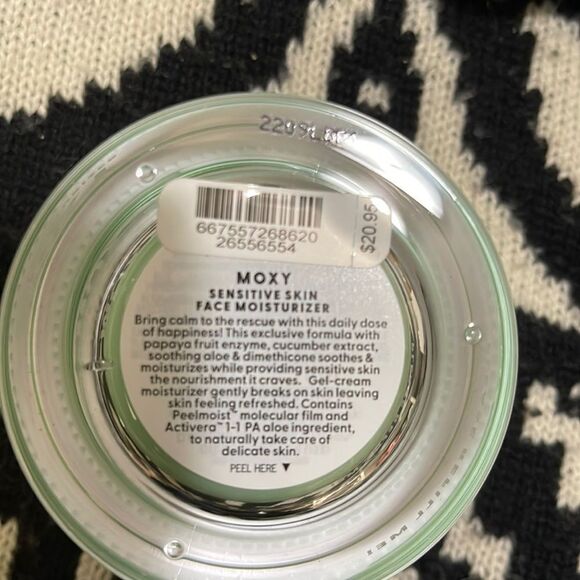 667557268620
26556554
$20.95
MOXY
SENSITIVE SKIN
FACE MOISTURIZER
Bring calm to the rescue with this daily dose
of happiness! This exclusive formula with
papaya fruit enzyme, cucumber extract,
soothing aloe & dimethicone soothes &
moisturizes while providing sensitive skin
the nourishment it craves. Gel-cream
moisturizer gently breaks on skin leaving
skin feeling refreshed. Contains
Peelmoist™ molecular film and
Activera™ 1-1 PA aloe ingredient,
to naturally take care of
delicate skin.
PEEL HERE ▼